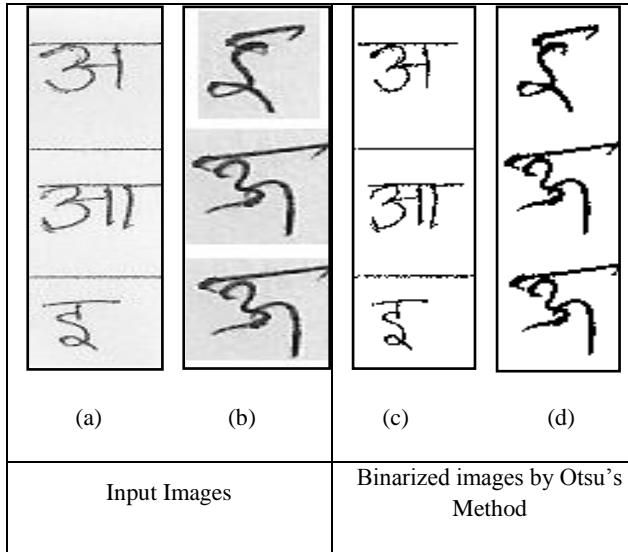 अ अ
आ आ
इ इ
(a) (b) (c) (d)
Input Images
Binarized images by Otsu’s
Method